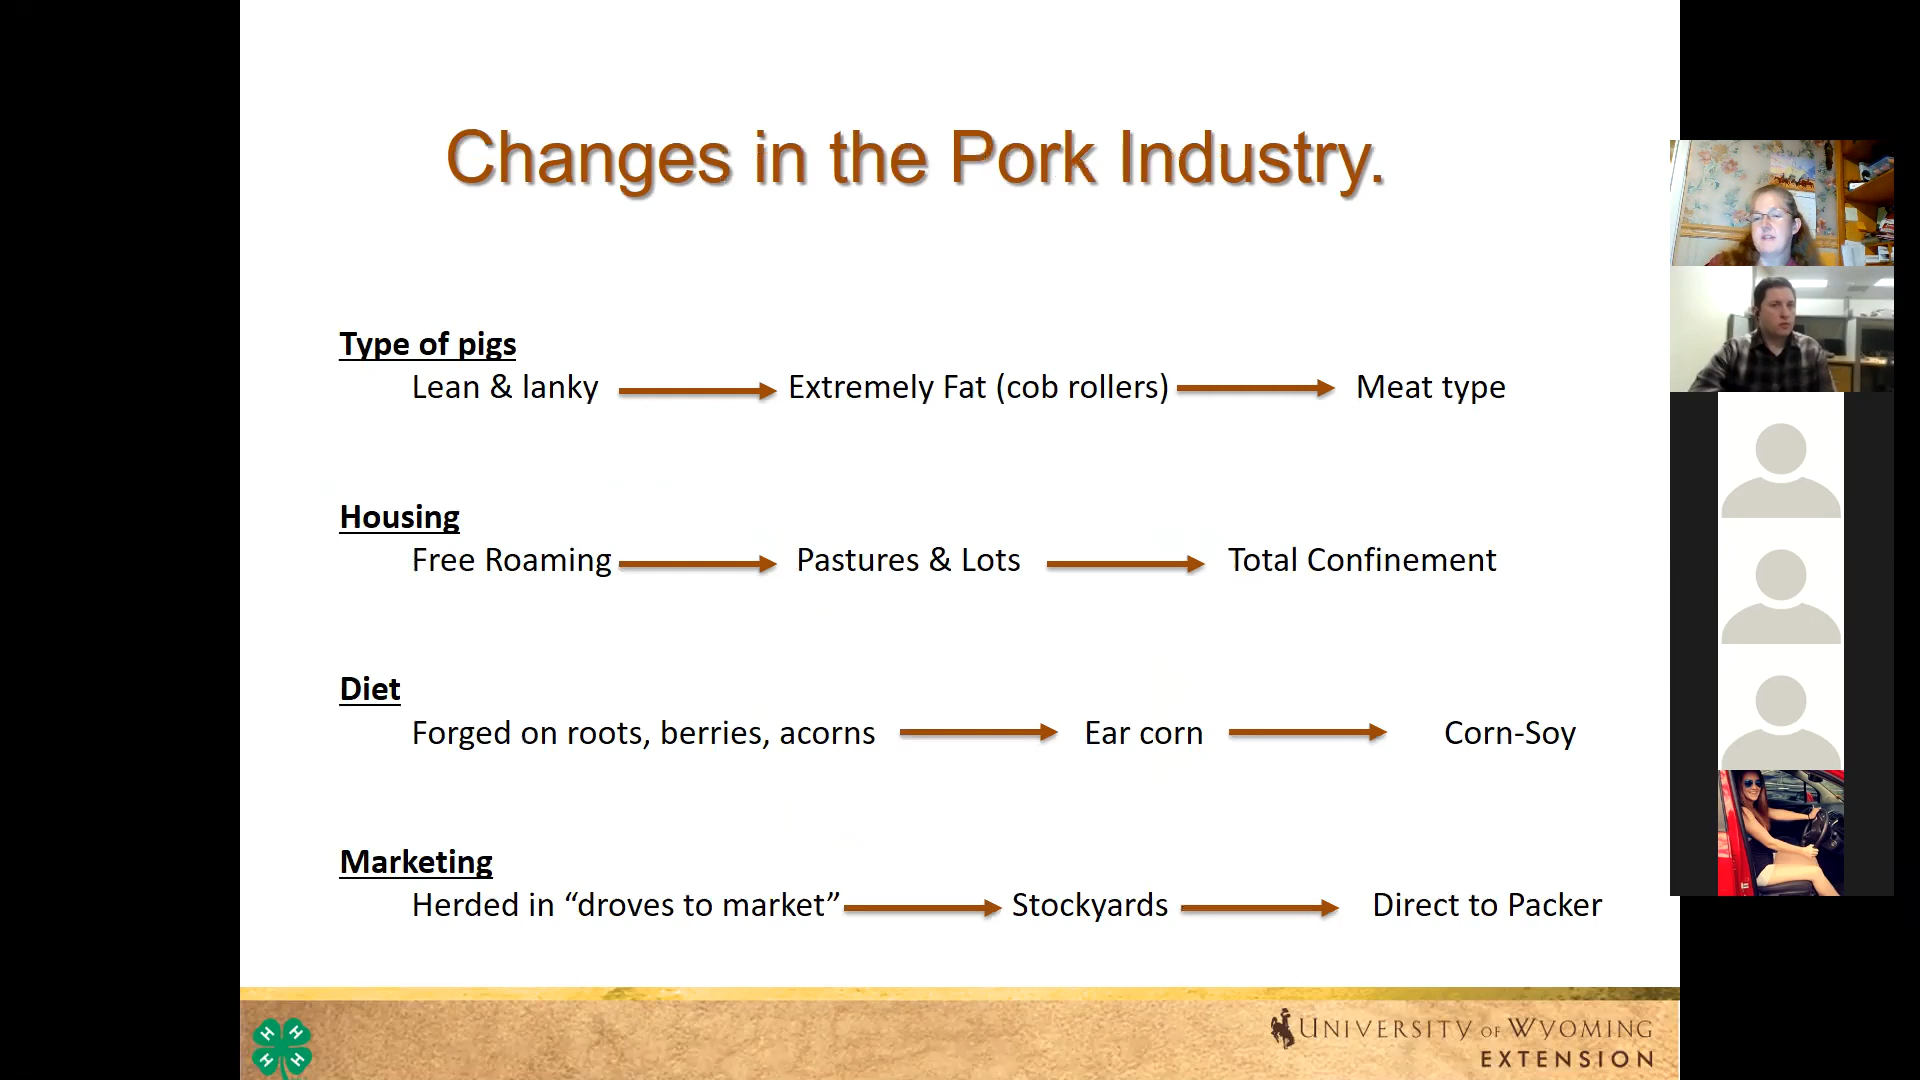 Changes in the Pork Industry.
Type of pigs
Lean & lanky Extremely Fat (cob rollers) Meat type
Housing
Free Roaming Pastures & Lots Total Confinement
Diet
Forged on roots, berries, acorns Ear corn Corn-Soy
Marketing
Herded in “droves to market” Stockyards Direct to Packer
H H
H H
UNIVERSITY OF WYOMING
EXTENSION